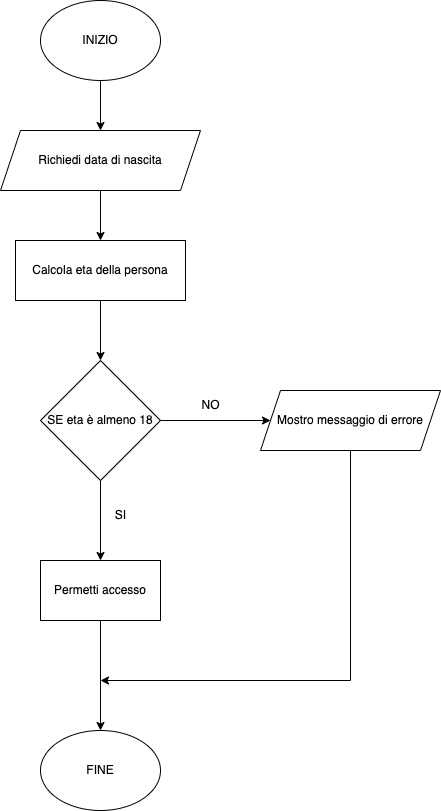 INIZIO
Richiedi data di nascita
Calcola eta della persona
SE eta è almeno 18
NO
Mostro messaggio di errore
SI
Permetti accesso
FINE